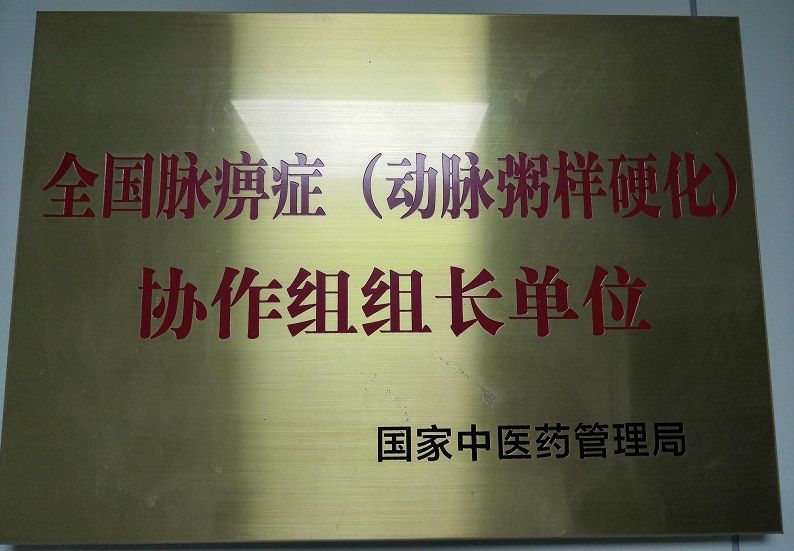 全国脉痹症（动脉粥样硬化）
协作组组长单位
国家中医药管理局